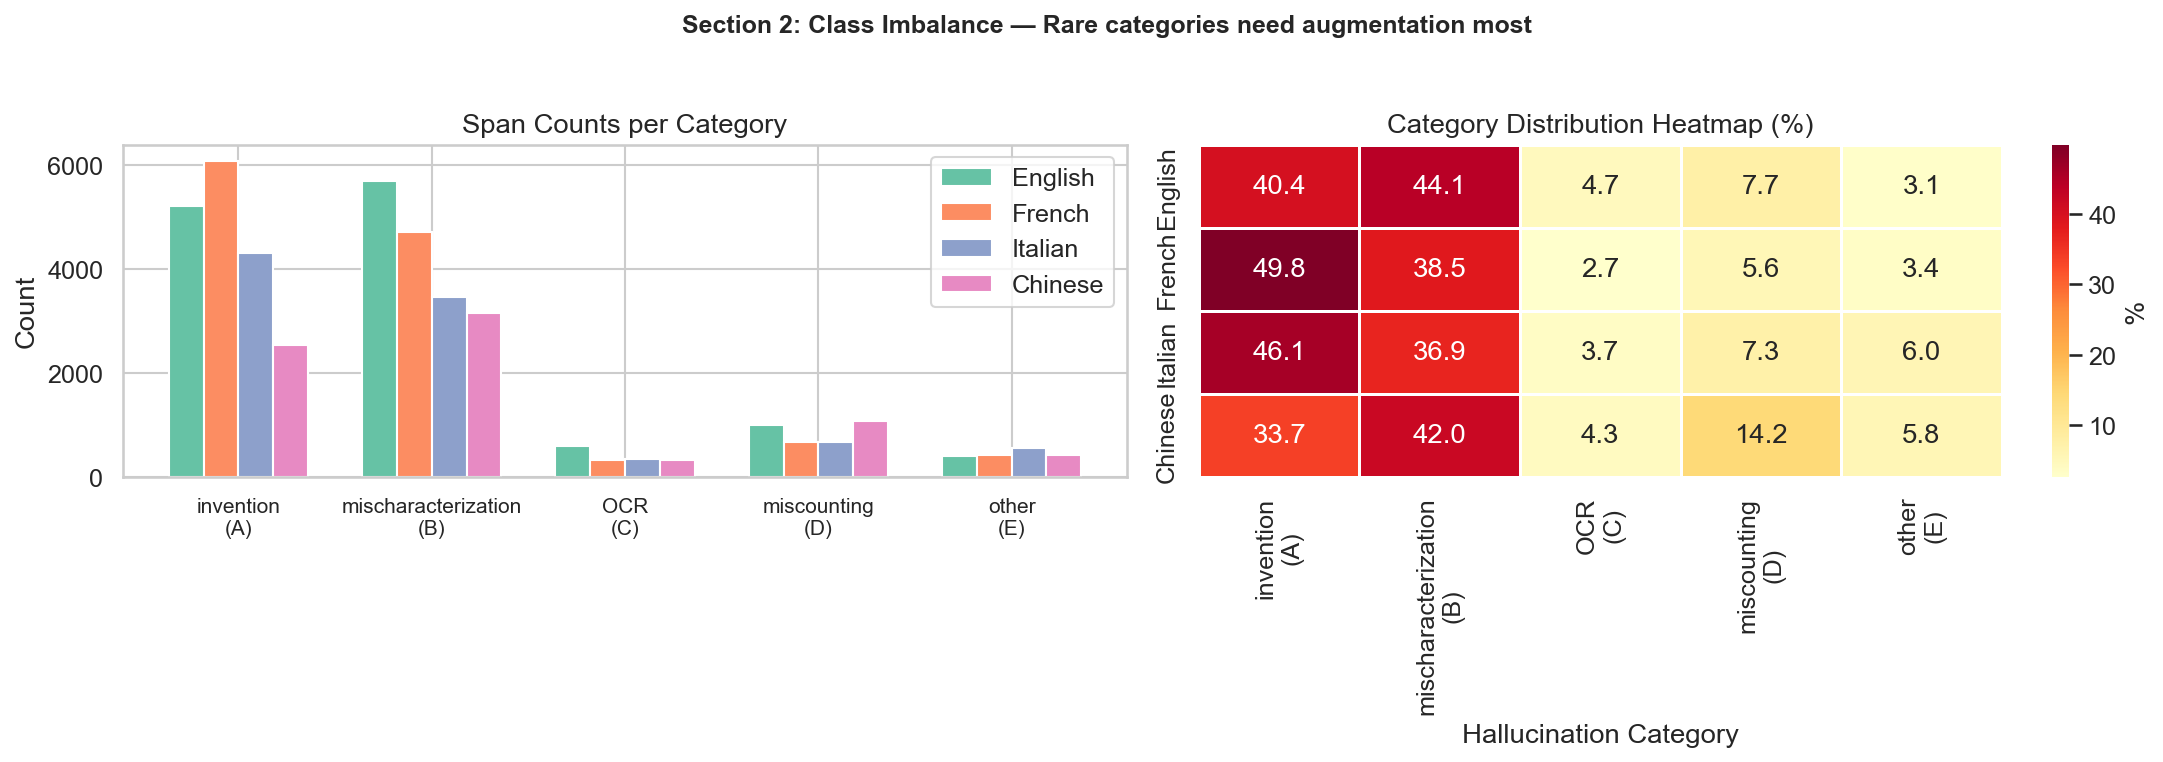 Section 2: Class Imbalance — Rare categories need augmentation most
Span Counts per Category
Count
6000
4000
2000
0
English
French
Italian
Chinese
invention
(A)
mischaracterization
(B)
OCR
(C)
miscounting
(D)
other
(E)
Category Distribution Heatmap (%)
English
40.4 44.1 4.7 7.7 3.1
French
49.8 38.5 2.7 5.6 3.4
Italian
46.1 36.9 3.7 7.3 6.0
Chinese
33.7 42.0 4.3 14.2 5.8
invention
(A)
mischaracterization
(B)
OCR
(C)
miscounting
(D)
other
(E)
Hallucination Category
40
30
20
10
%